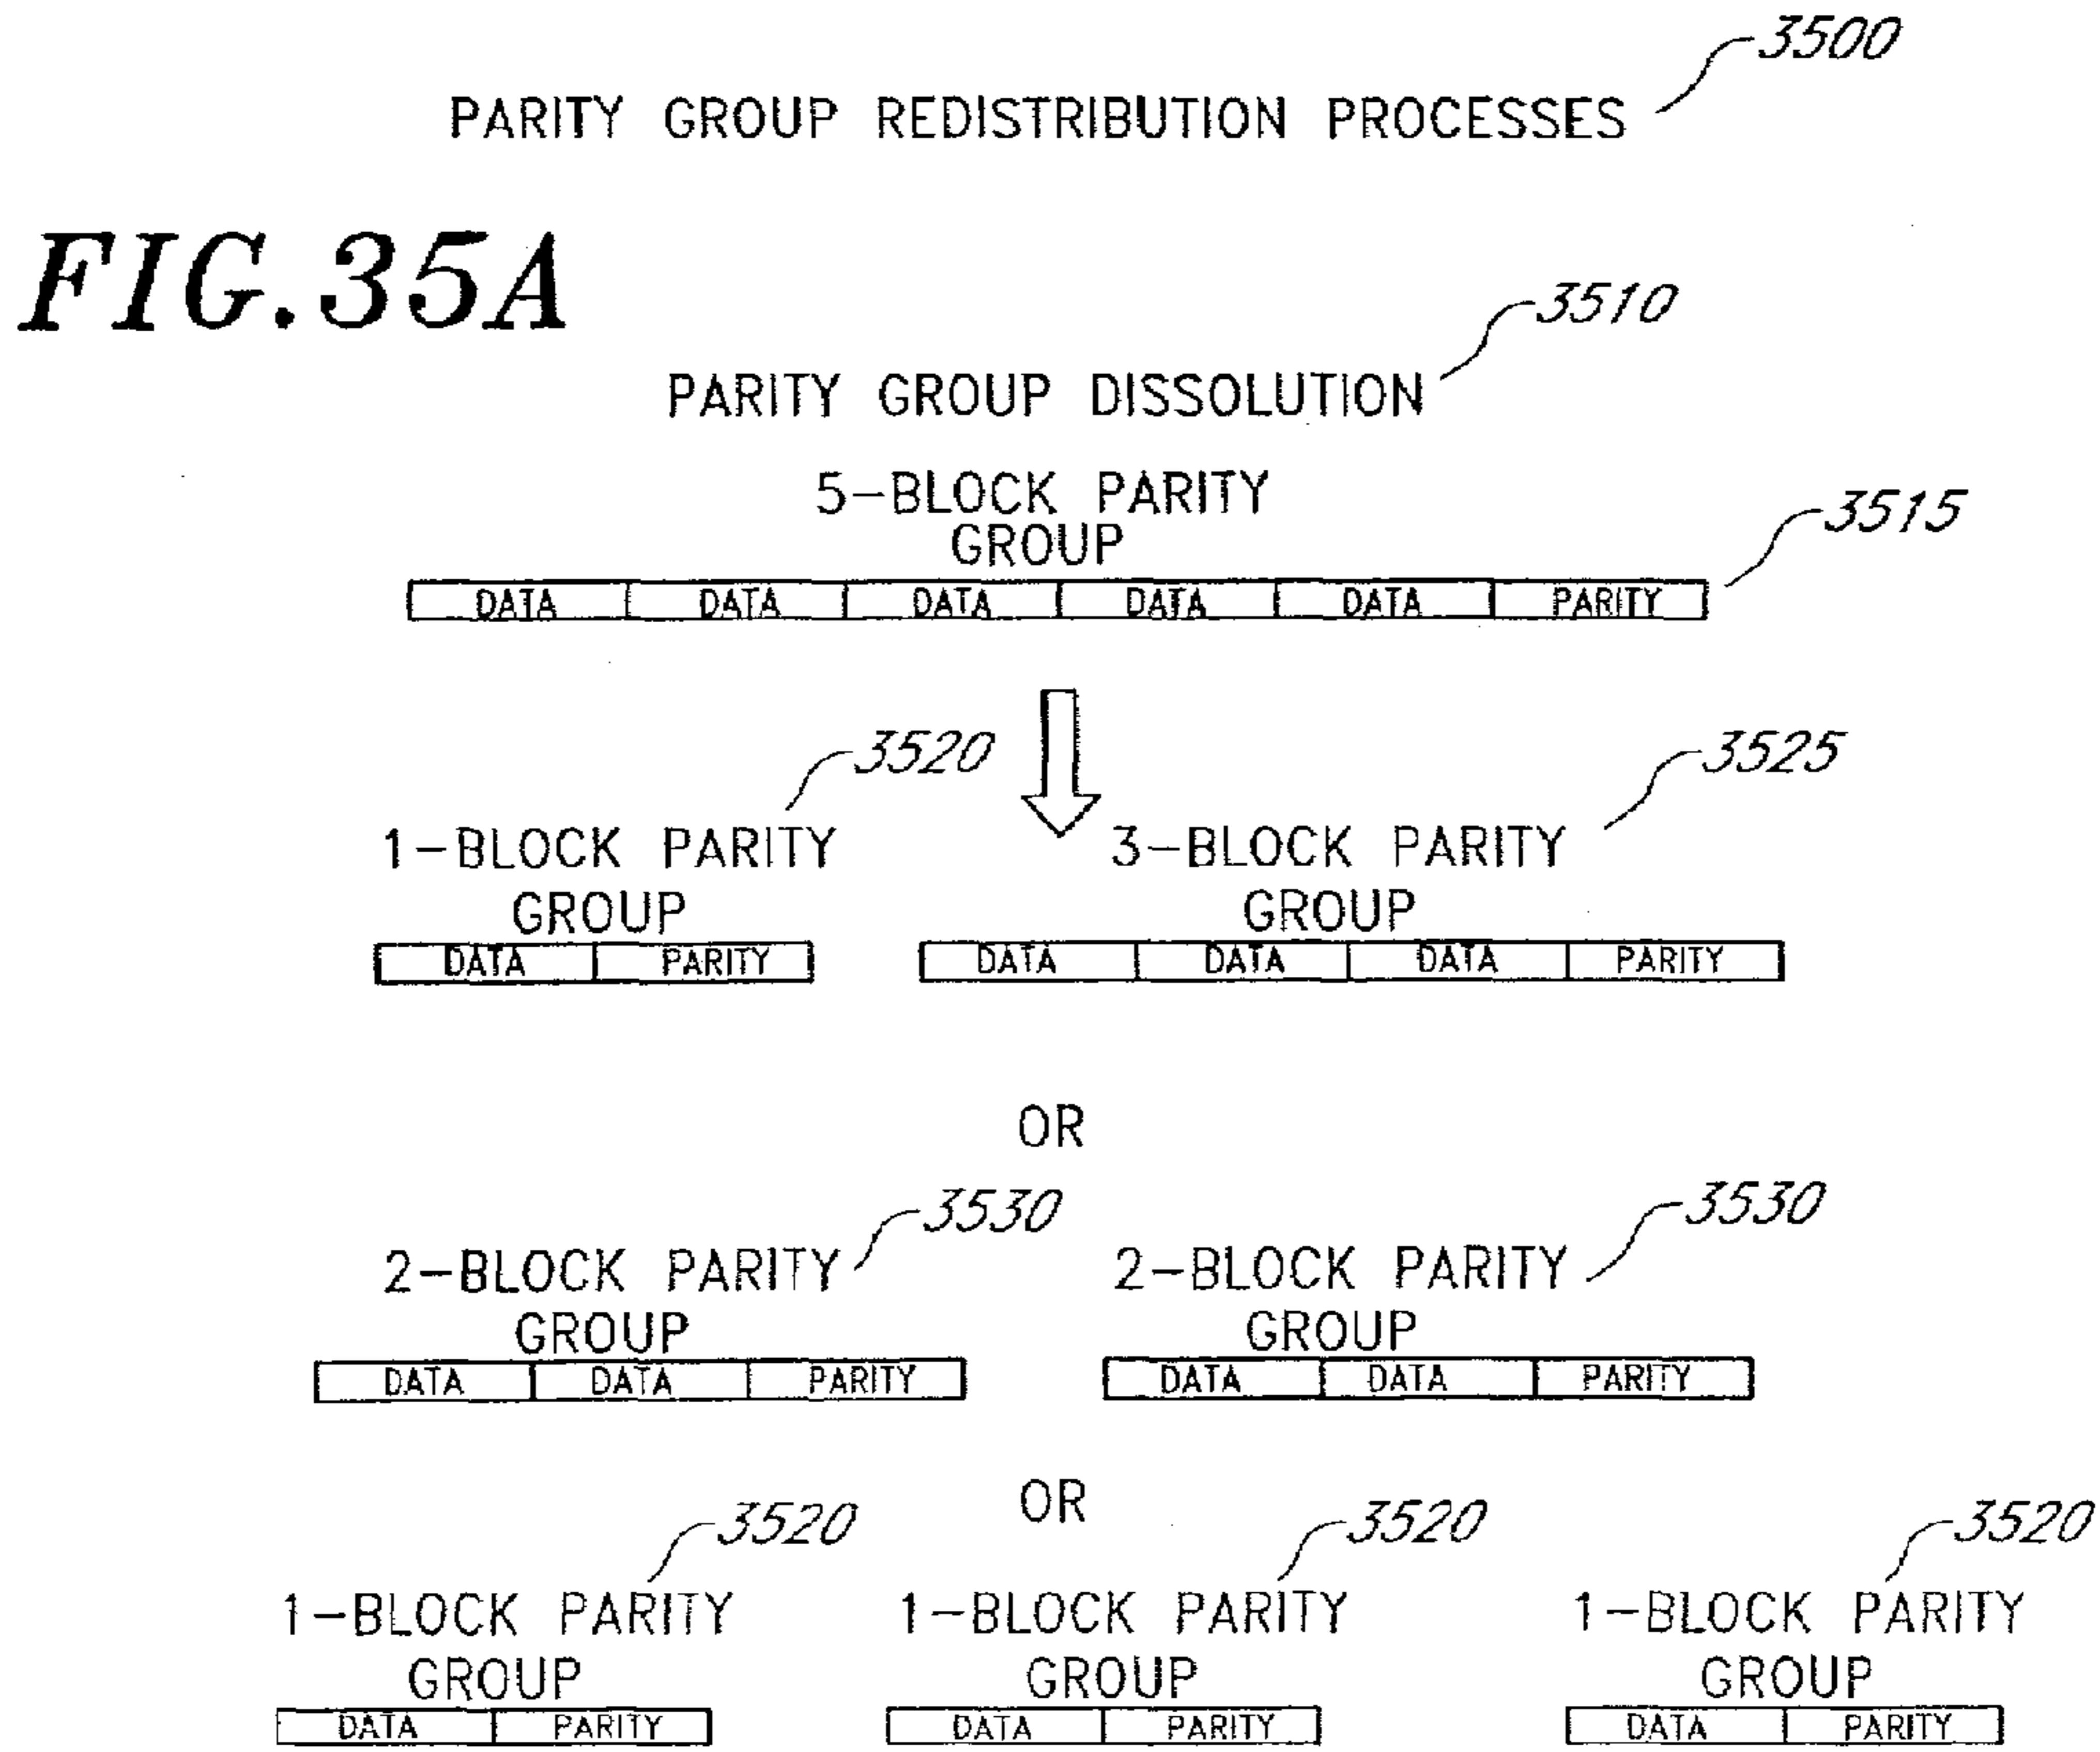 3500
PARITY GROUP REDISTRIBUTION PROCESSES
FIG.35A
3510
PARITY GROUP DISSOLUTION
5-BLOCK PARITY
GROUP
3515
DATA DATA DATA DATA DATA PARITY
3520 3525
1-BLOCK PARITY 3-BLOCK PARITY
GROUP GROUP
DATA PARITY DATA DATA DATA PARITY
OR
3530 3530
2-BLOCK PARITY 2-BLOCK PARITY
GROUP GROUP
DATA DATA PARITY DATA DATA PARITY
OR
3520 3520 3520
1-BLOCK PARITY 1-BLOCK PARITY 1-BLOCK PARITY
GROUP GROUP GROUP
DATA PARITY DATA PARITY DATA PARITY